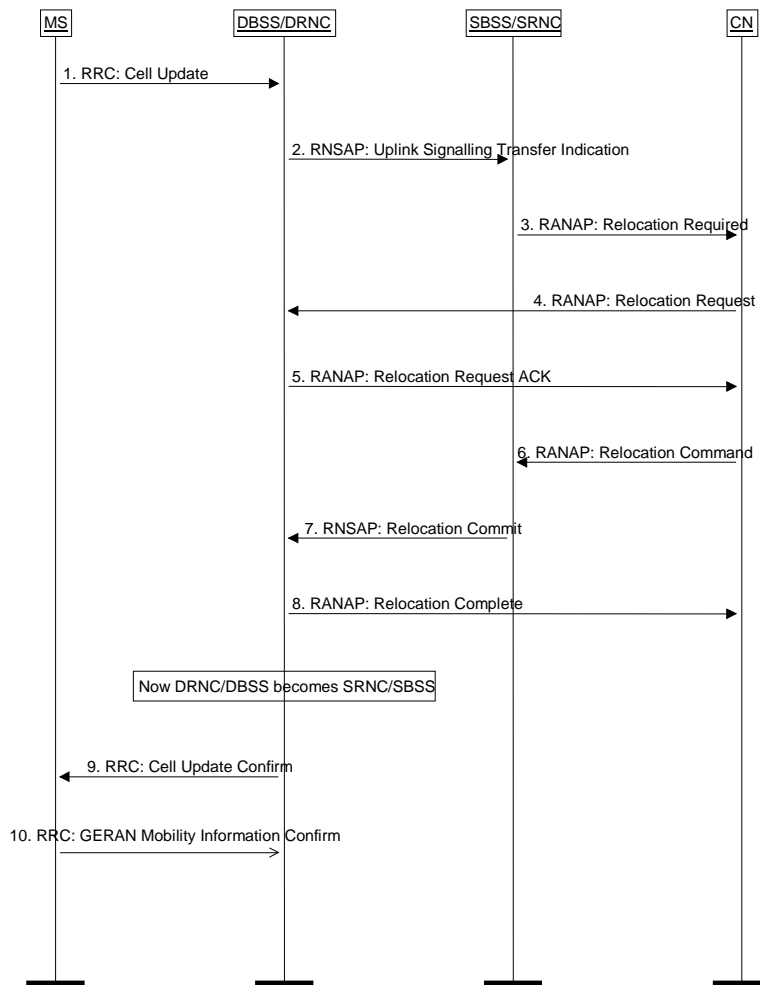 MS
DBSS/DRNC
SBSS/SRNC
CN
1. RRC: Cell Update
2. RNSAP: Uplink Signalling Transfer Indication
3. RANAP: Relocation Required
4. RANAP: Relocation Request
5. RANAP: Relocation Request ACK
6. RANAP: Relocation Command
7. RNSAP: Relocation Commit
8. RANAP: Relocation Complete
Now DRNC/DBSS becomes SRNC/SBSS
9. RRC: Cell Update Confirm
10. RRC: GERAN Mobility Information Confirm